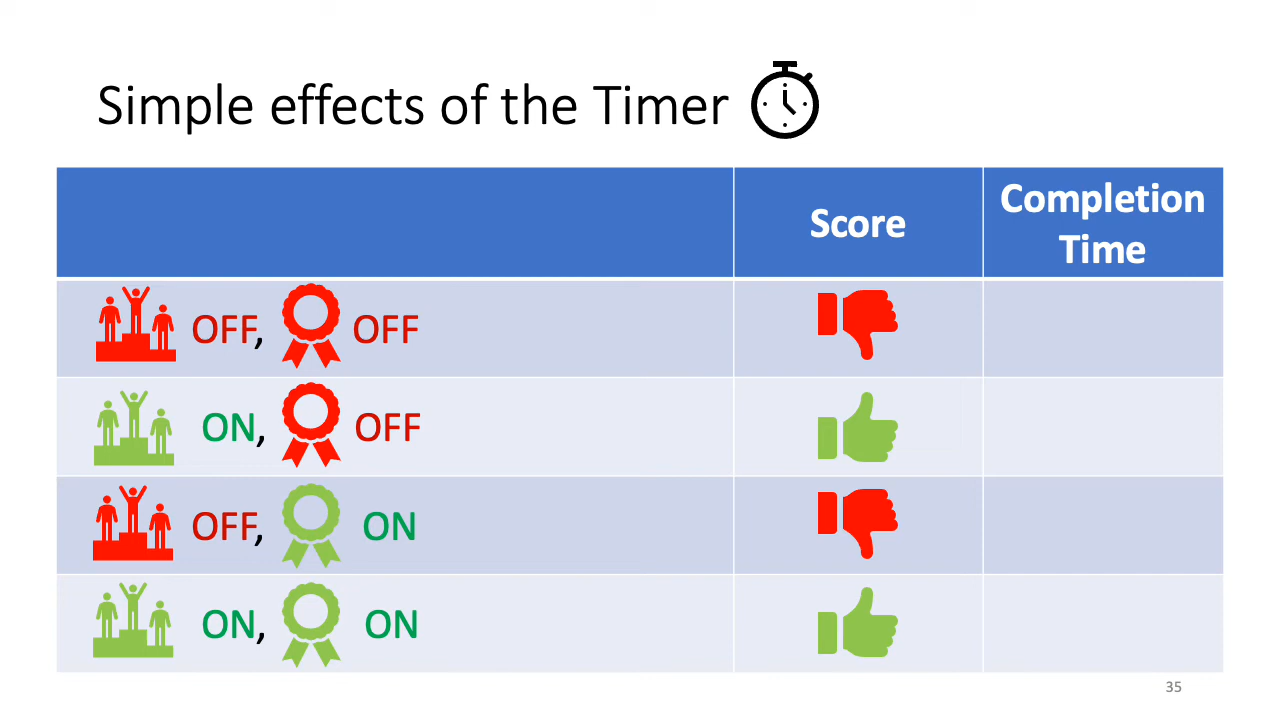 Simple effects of the Timer
Score
Completion
Time
OFF, OFF
ON, OFF
OFF, ON
ON, ON
35